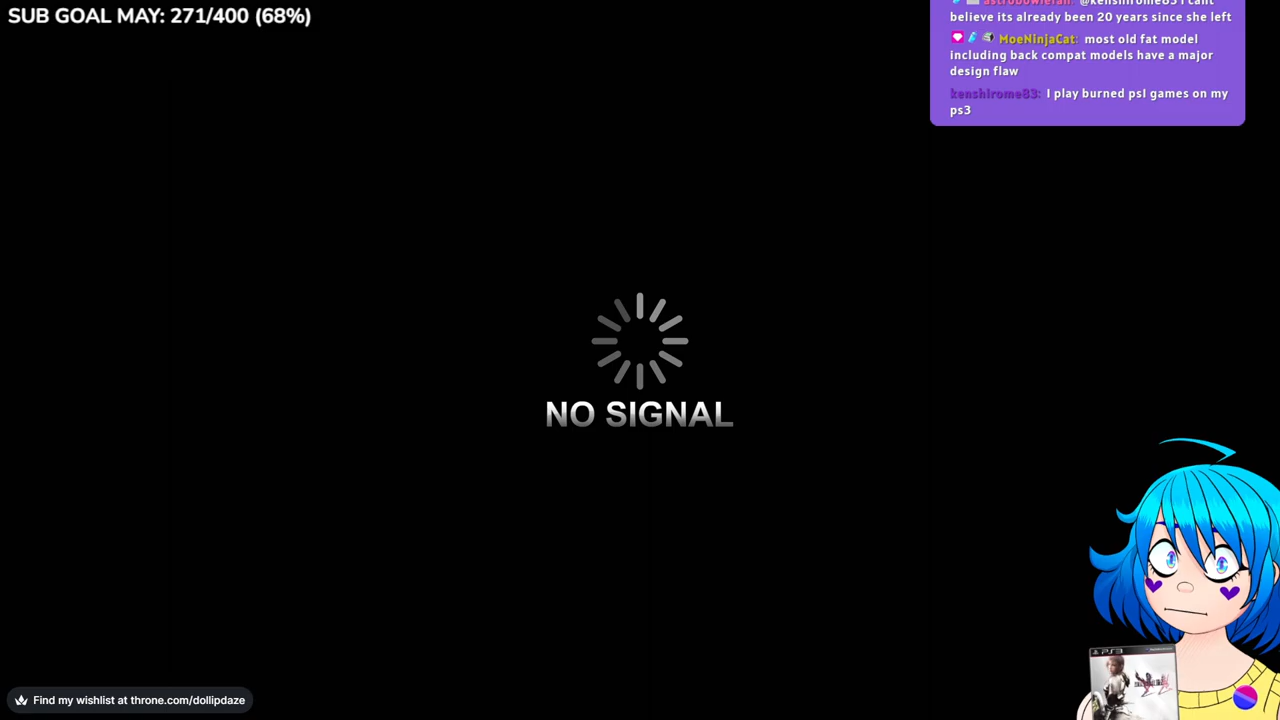 SUB GOAL MAY: 271/400 (68%)
believe its already been 20 years since she left
MoeNinjaCat: most old fat model
including back compat models have a major
design flaw
kenshirome83: I play burned ps1 games on my
ps3
NO SIGNAL
PS3
Find my wishlist at throne.com/dollipdaze